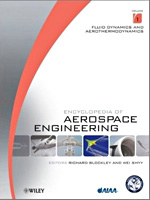 VOLUME
1
FLUID DYNAMICS AND
AEROTHERMODYNAMICS
ENCYCLOPEDIA OF
AEROSPACE
ENGINEERING
EDITORS RICHARD BLOCKLEY AND WEI SHYY
WILEY
AIAA